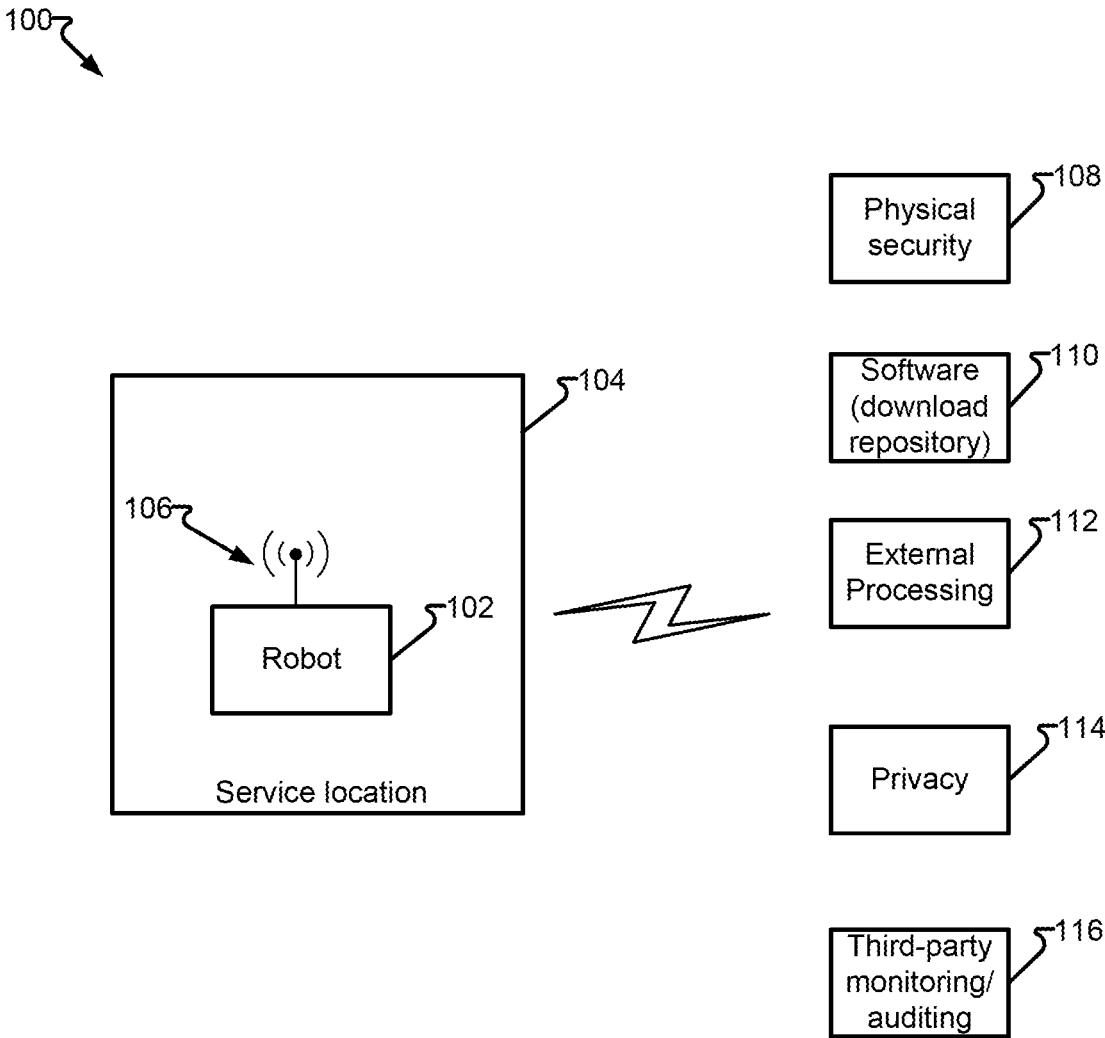 100
108
Physical
security
110
Software
(download
repository)
104
106
112
External
Processing
102
Robot
114
Privacy
Service location
116
Third-party
monitoring/
auditing